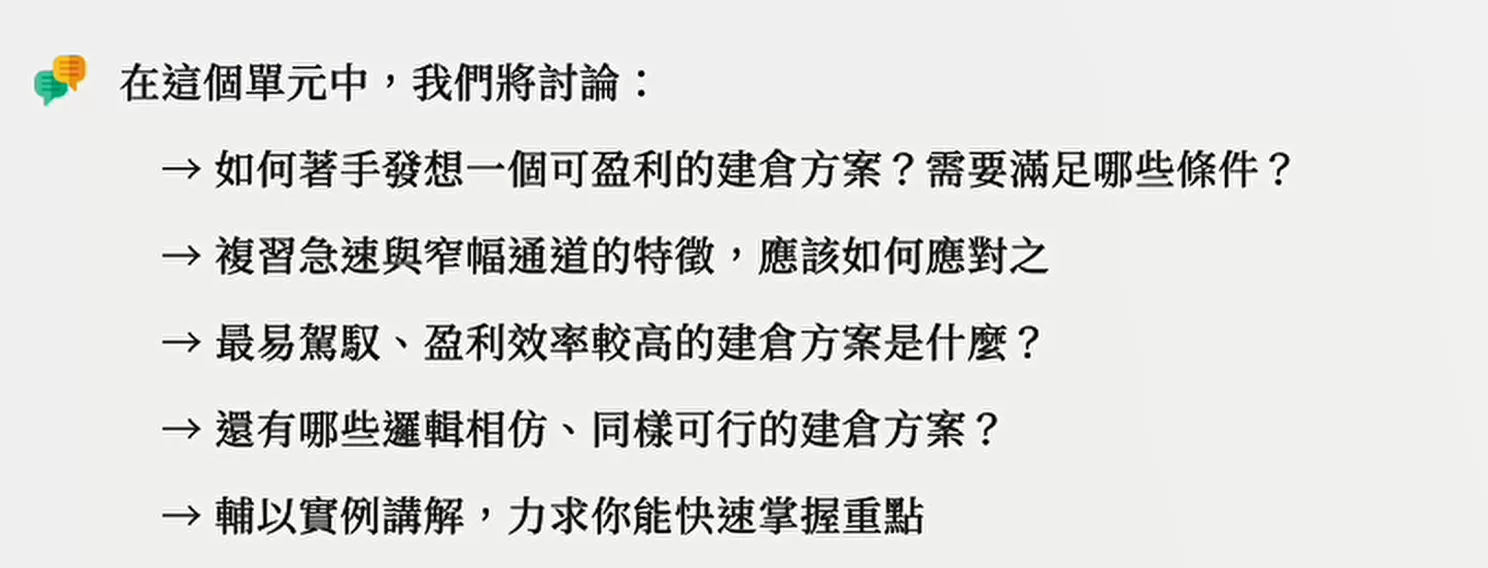 在這個單元中，我們將討論：
→ 如何著手發想一個可盈利的建倉方案？需要滿足哪些條件？
→ 複習急速與窄幅通道的特徵，應該如何應對之
→ 最易駕馭、盈利效率較高的建倉方案是什麼？
→ 還有哪些邏輯相仿、同樣可行的建倉方案？
→ 輔以實例講解，力求你能快速掌握重點